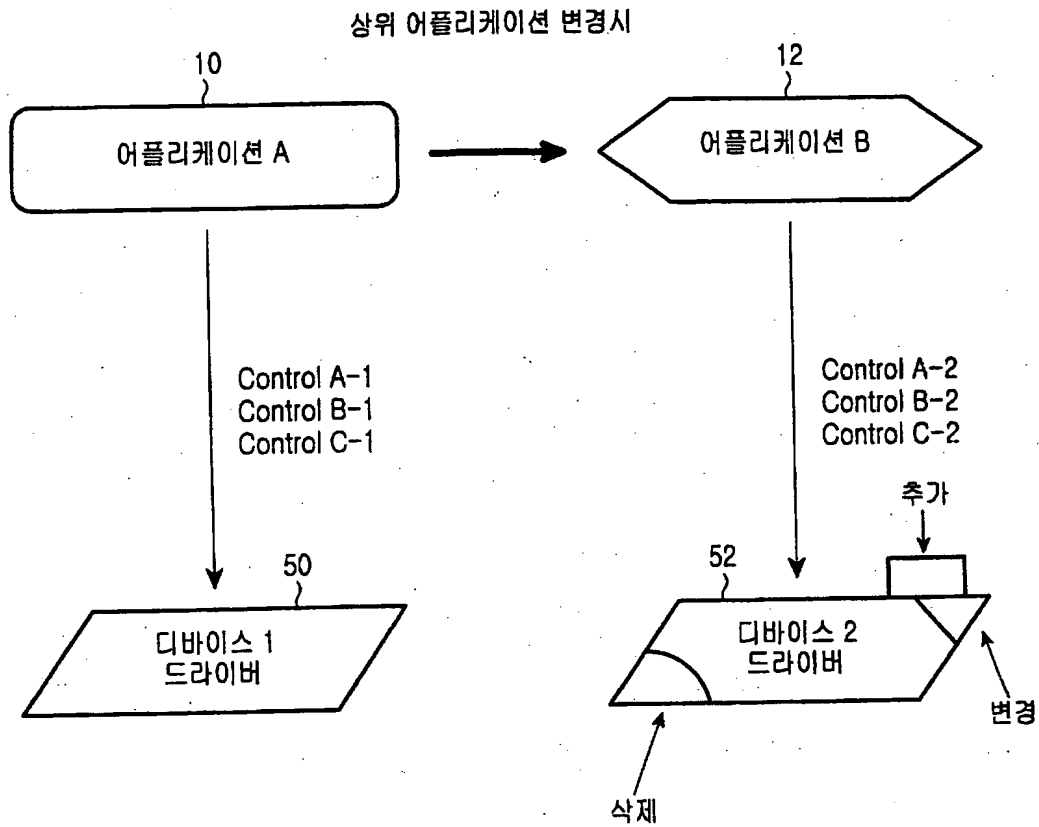 상위 어플리케이션 변경시
10
12
어플리케이션 A
어플리케이션 B
Control A-1
Control B-1
Control C-1
Control A-2
Control B-2
Control C-2
추가
50
52
디바이스 1
드라이버
디바이스 2
드라이버
변경
삭제